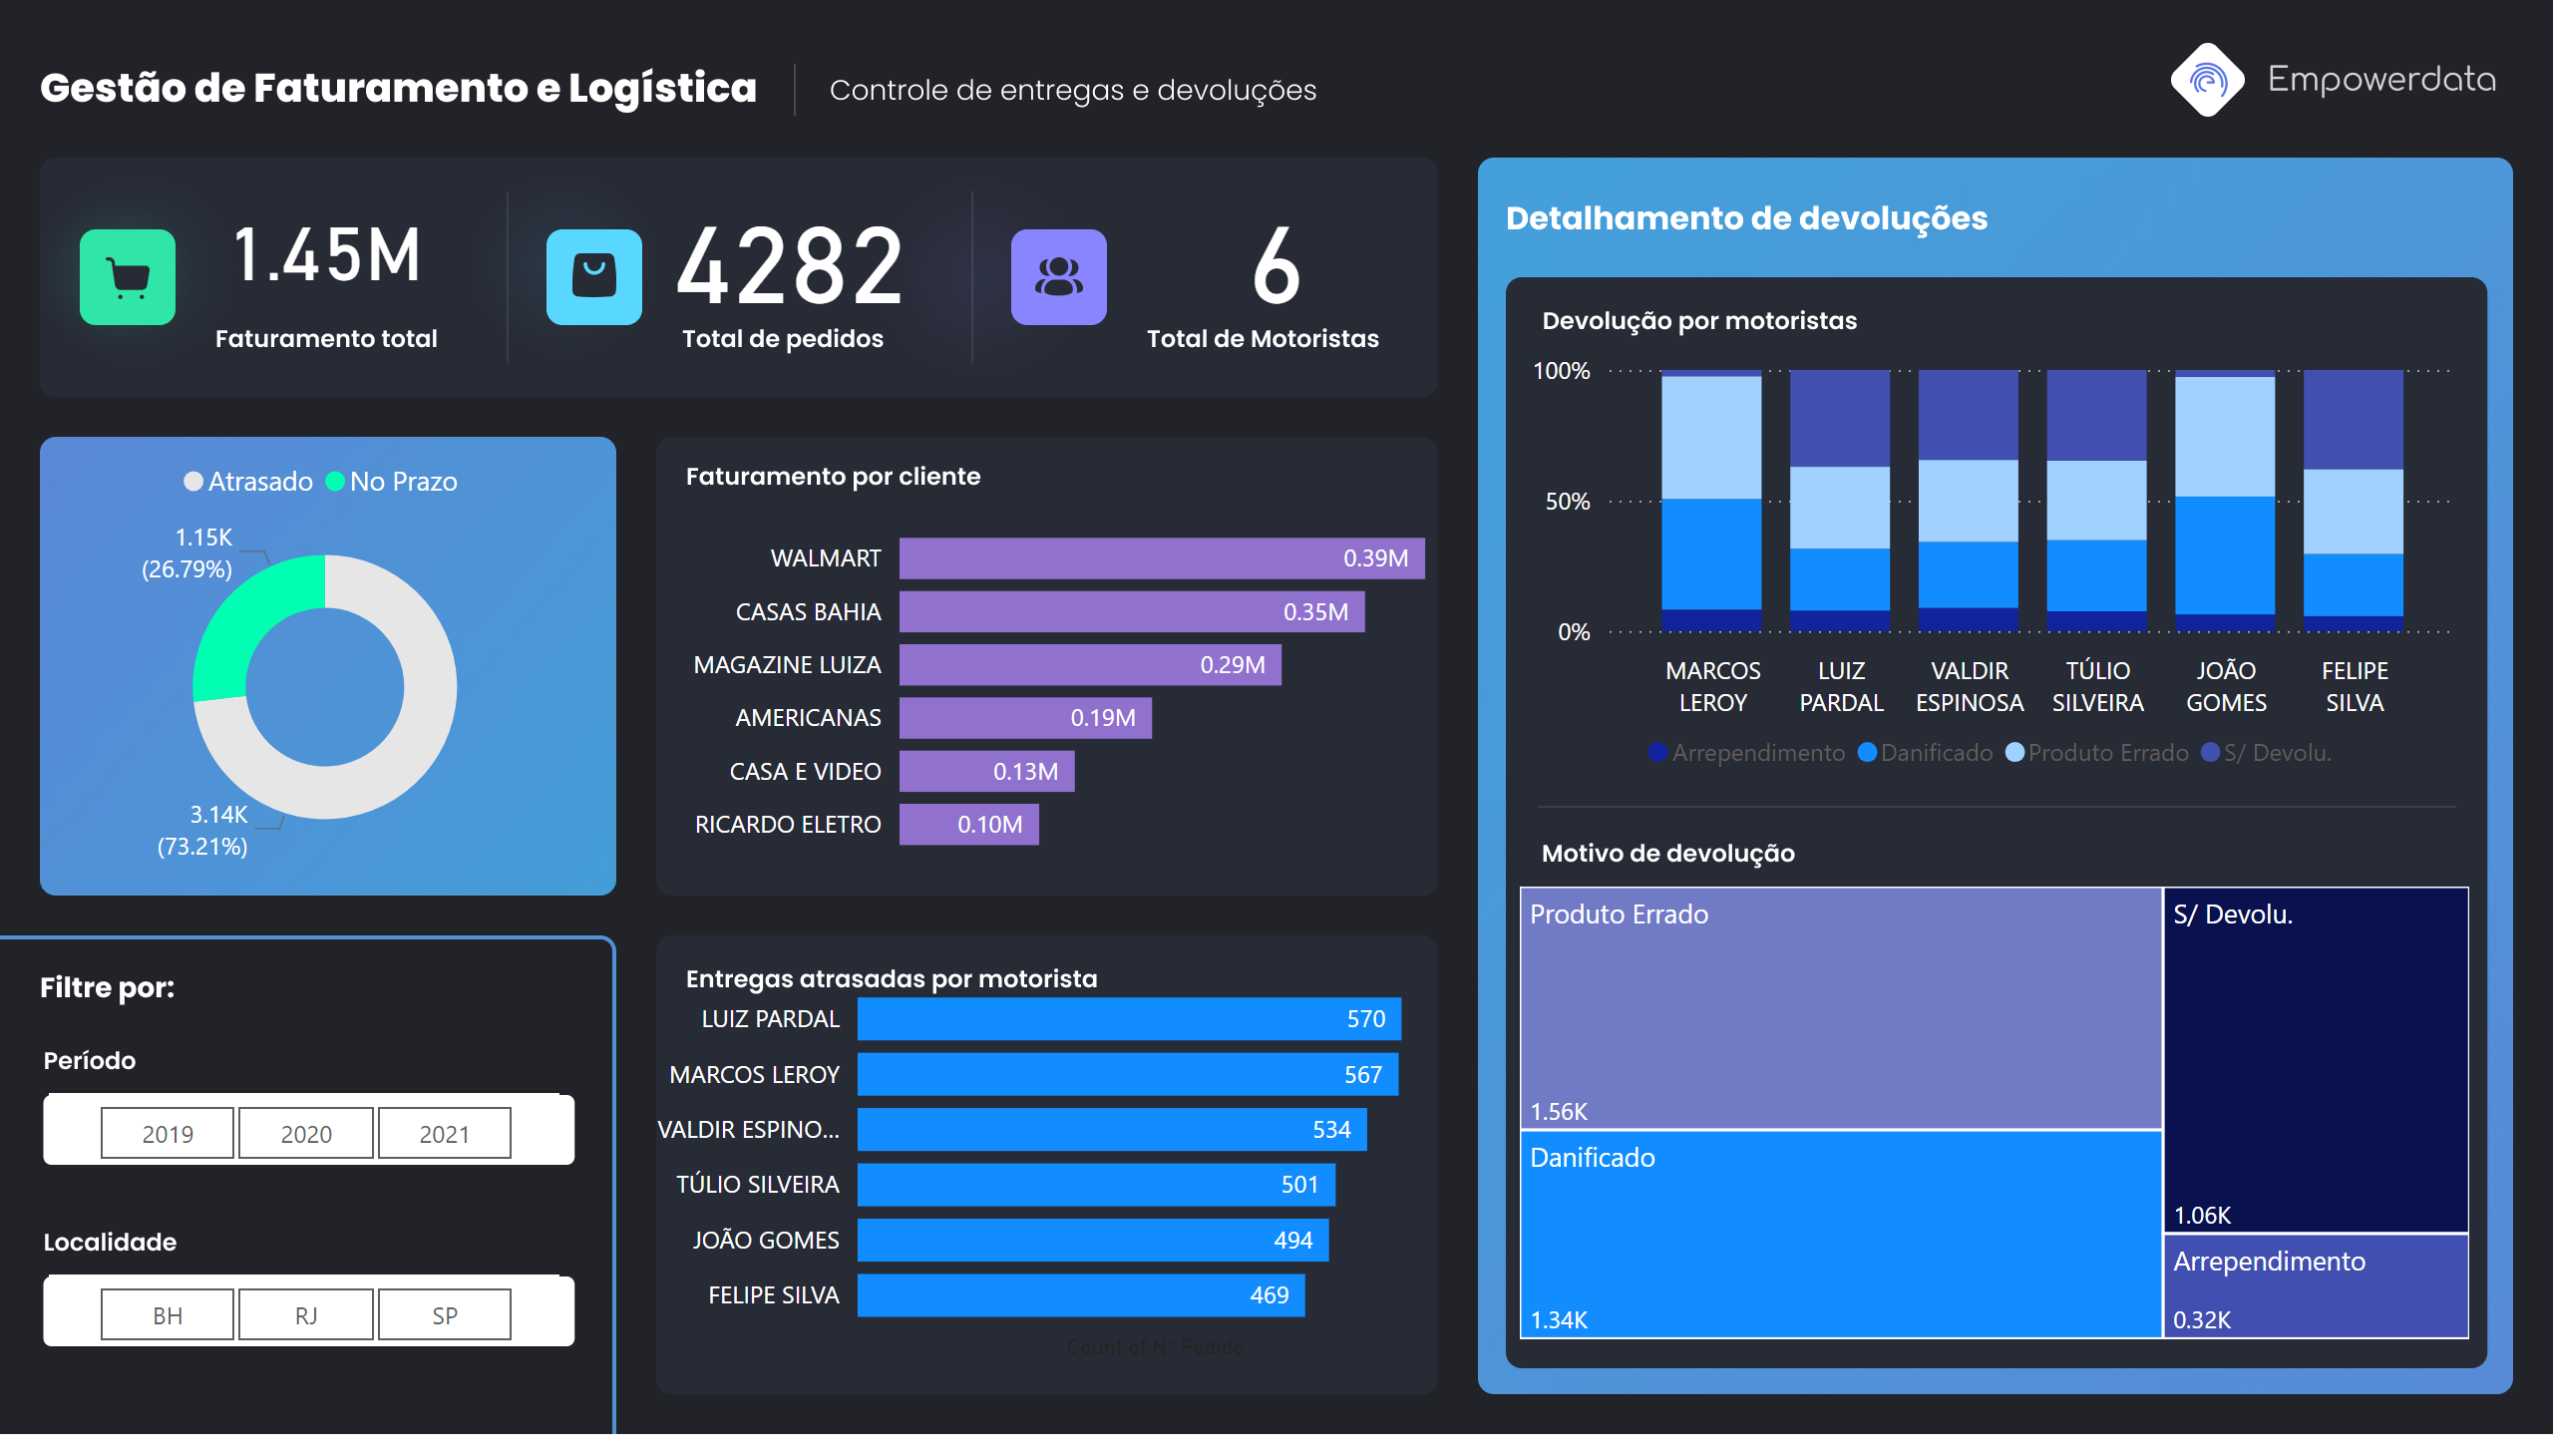 Gestão de Faturamento e Logística
Controle de entregas e devoluções
Empowerdata
1.45M
Faturamento total
4282
Total de pedidos
6
Total de Motoristas
Atrasado No Prazo
1.15K
(26.79%)
3.14K
(73.21%)
Faturamento por cliente
WALMART 0.39M
CASAS BAHIA 0.35M
MAGAZINE LUIZA 0.29M
AMERICANAS 0.19M
CASA E VIDEO 0.13M
RICARDO ELETRO 0.10M
Filtre por:
Período
2019 2020 2021
Localidade
BH RJ SP
Entregas atrasadas por motorista
LUIZ PARDAL 570
MARCOS LEROY 567
VALDIR ESPINO... 534
TÚLIO SILVEIRA 501
JOÃO GOMES 494
FELIPE SILVA 469
Count of Nº Pedido
Detalhamento de devoluções
Devolução por motoristas
100%
50%
0%
MARCOS
LEROY
LUIZ
PARDAL
VALDIR
ESPINOSA
TÚLIO
SILVEIRA
JOÃO
GOMES
FELIPE
SILVA
Arrependimento Danificado Produto Errado S/ Devolu.
Motivo de devolução
Produto Errado
1.56K
Danificado
1.34K
S/ Devolu.
1.06K
Arrependimento
0.32K